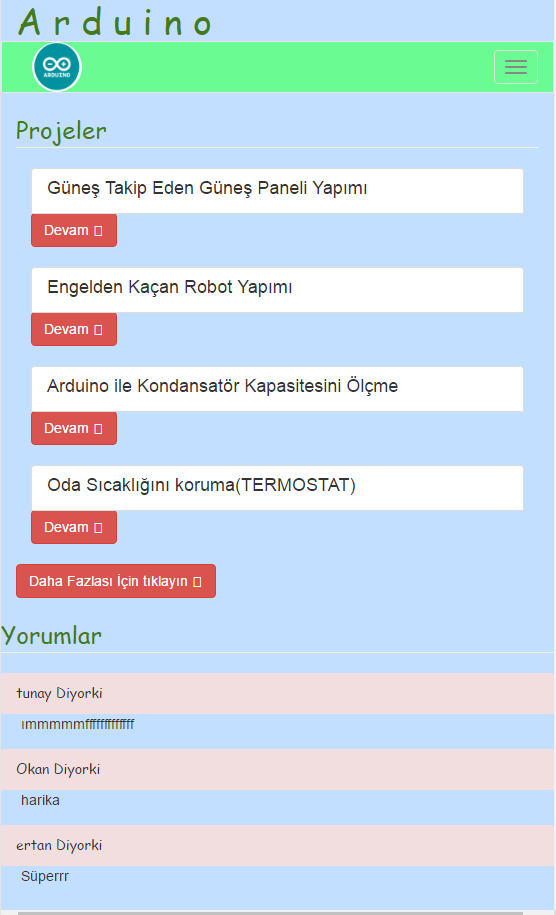 Arduino
ARDUINO
Projeler
Güneş Takip Eden Güneş Paneli Yapımı
Devam
Engelden Kaçan Robot Yapımı
Devam
Arduino ile Kondansatör Kapasitesini Ölçme
Devam
Oda Sıcaklığını koruma(TERMOSTAT)
Devam
Daha Fazlası İçin tıklayın
Yorumlar
tunay Diyorki
ımmmmmfffffffffffff
Okan Diyorki
harika
ertan Diyorki
Süperrr